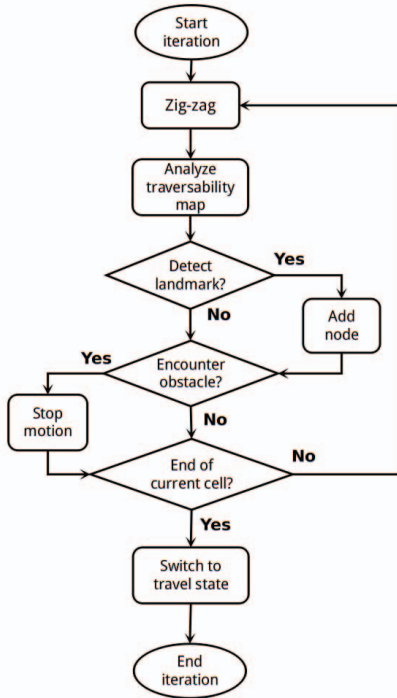 Start
iteration
Zig-zag
Analyze
traversability
map
Detect
landmark?
Yes
No
Add
node
Encounter
obstacle?
Yes
No
Stop
motion
End of
current cell?
No
Yes
Switch to
travel state
End
iteration